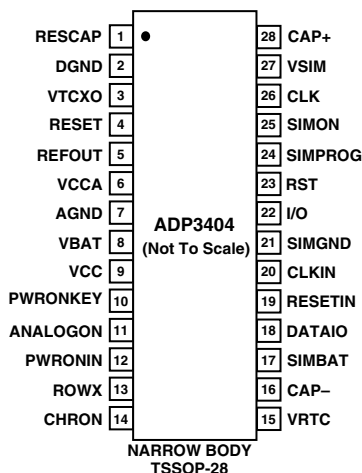 RESCAP 1 28 CAP+
DGND 2 27 VSIM
VTCXO 3 26 CLK
RESET 4 25 SIMON
REFOUT 5 24 SIMPROG
VCCA 6 23 RST
AGND 7 22 I/O
VBAT 8 21 SIMGND
VCC 9 20 CLKIN
PWRONKEY 10 19 RESETIN
ANALOGON 11 18 DATAIO
PWRONIN 12 17 SIMBAT
ROWX 13 16 CAP–
CHRON 14 15 VRTC
ADP3404
(Not To Scale)
NARROW BODY
TSSOP-28